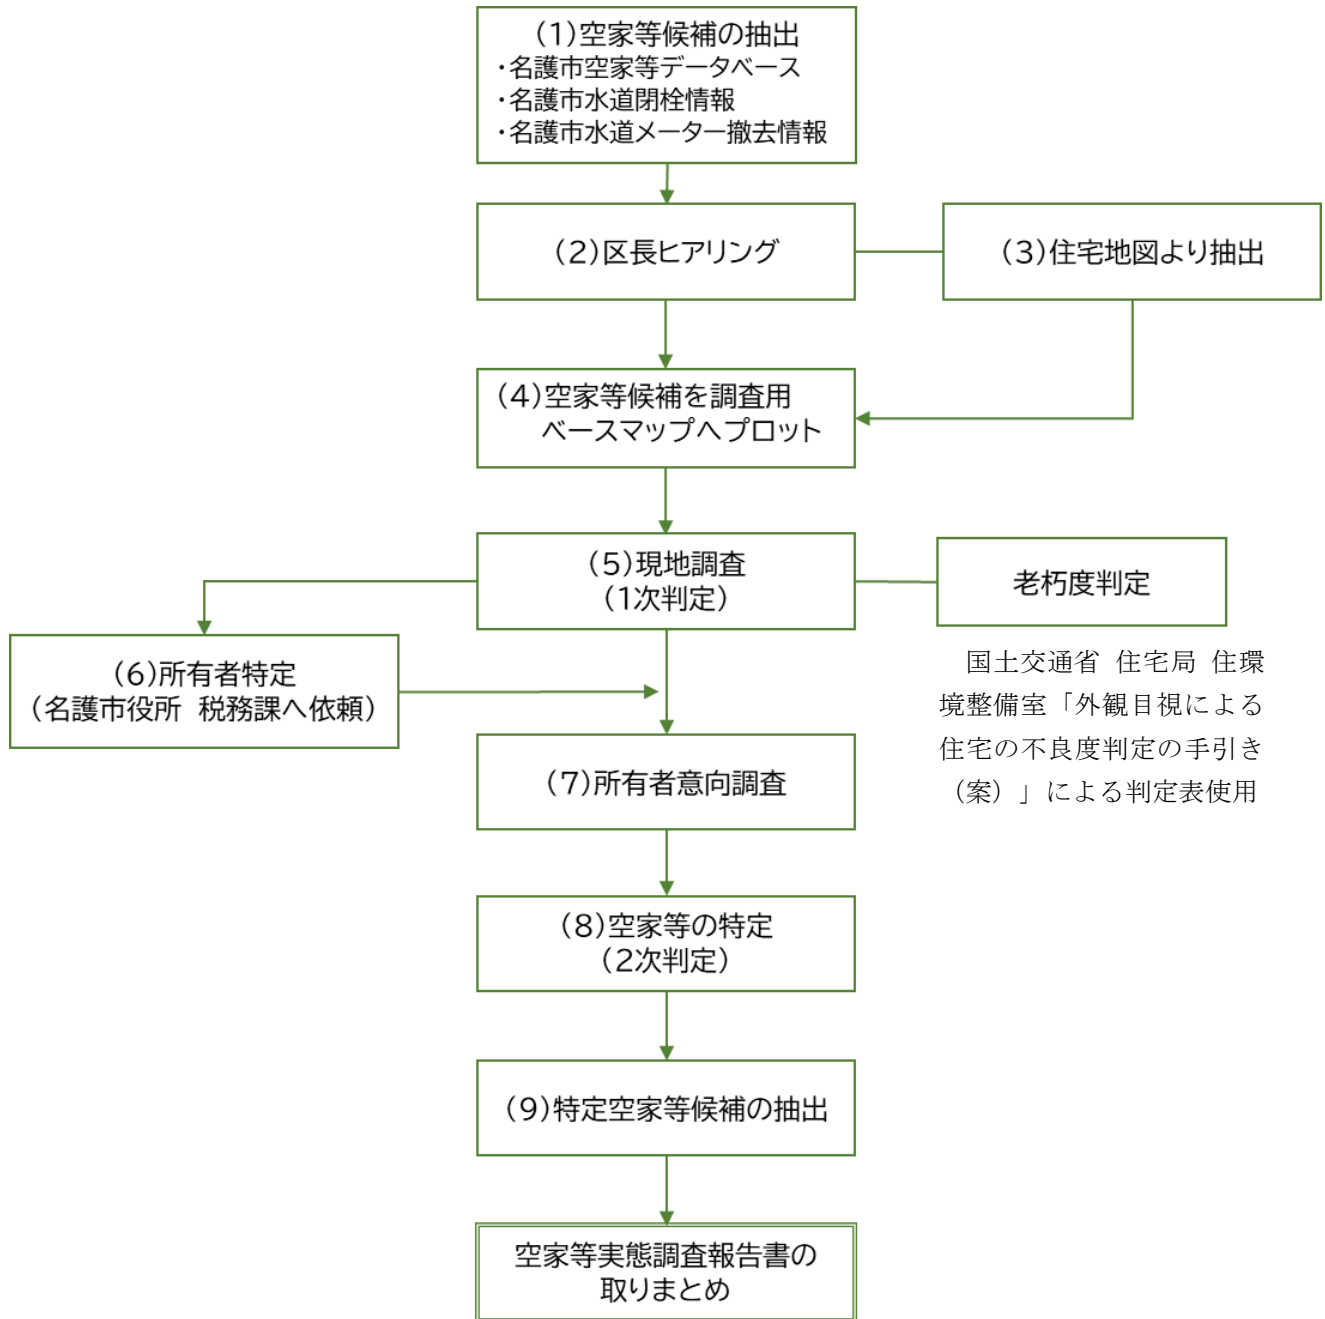 (1)空家等候補の抽出
・名護市空家等データベース
・名護市水道閉栓情報
・名護市水道メーター撤去情報
(2)区長ヒアリング
(3)住宅地図より抽出
(4)空家等候補を調査用
ベースマップへプロット
(5)現地調査
(1次判定)
老朽度判定
国土交通省 住宅局 住環
境整備室「外観目視による
住宅の不良度判定の手引き
（案）」による判定表使用
(6)所有者特定
(名護市役所 税務課へ依頼)
(7)所有者意向調査
(8)空家等の特定
(2次判定)
(9)特定空家等候補の抽出
空家等実態調査報告書の
取りまとめ